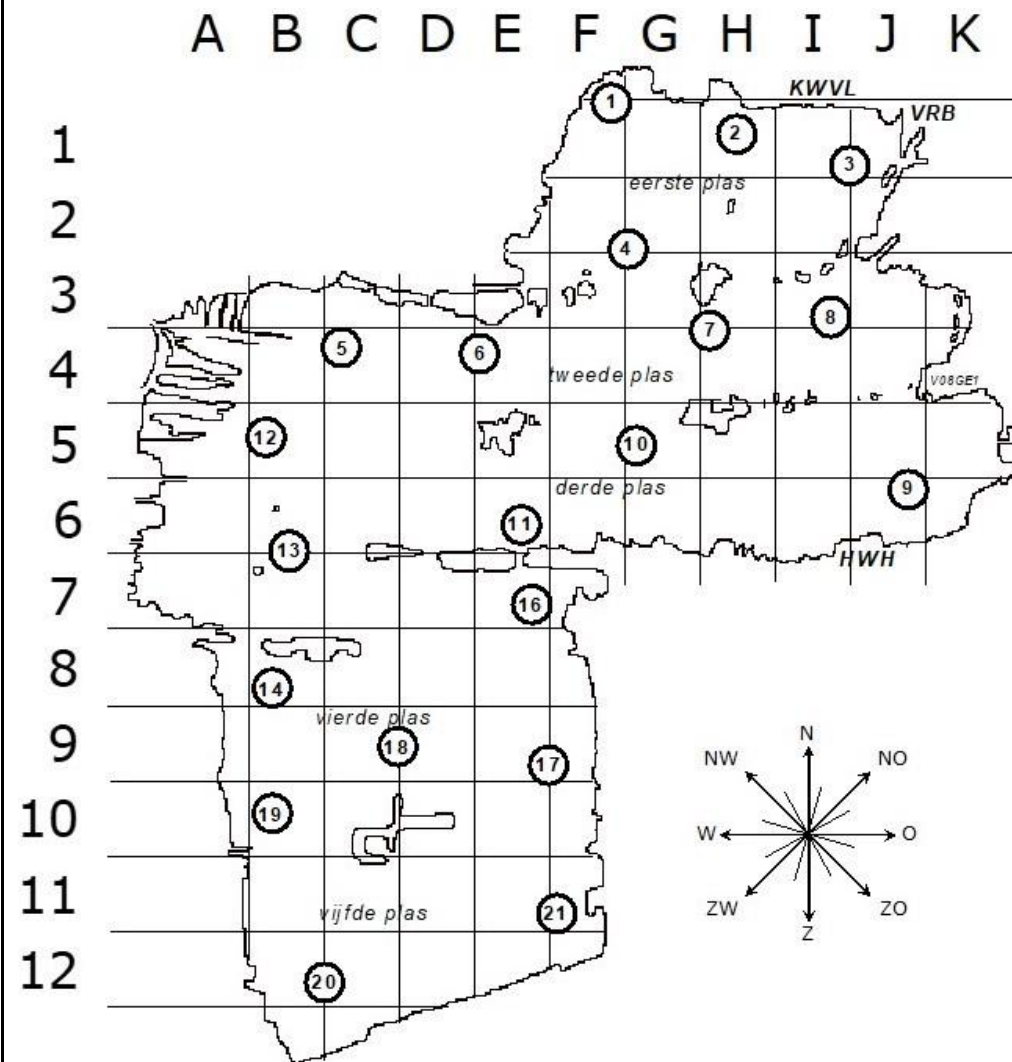 A B C D E F G H I J K
KWVL
1
VRB
1
2
3
eerste plas
2
4
3
8
7
5
6
4
tweede plas
V08GE1
12
5
10
derde plas
9
6
11
13
HWH
7
16
8
14
vierde plas
9
18
17
N
NW NO
10
19
W O
11
vijfde plas
21
ZW ZO
Z
12
20